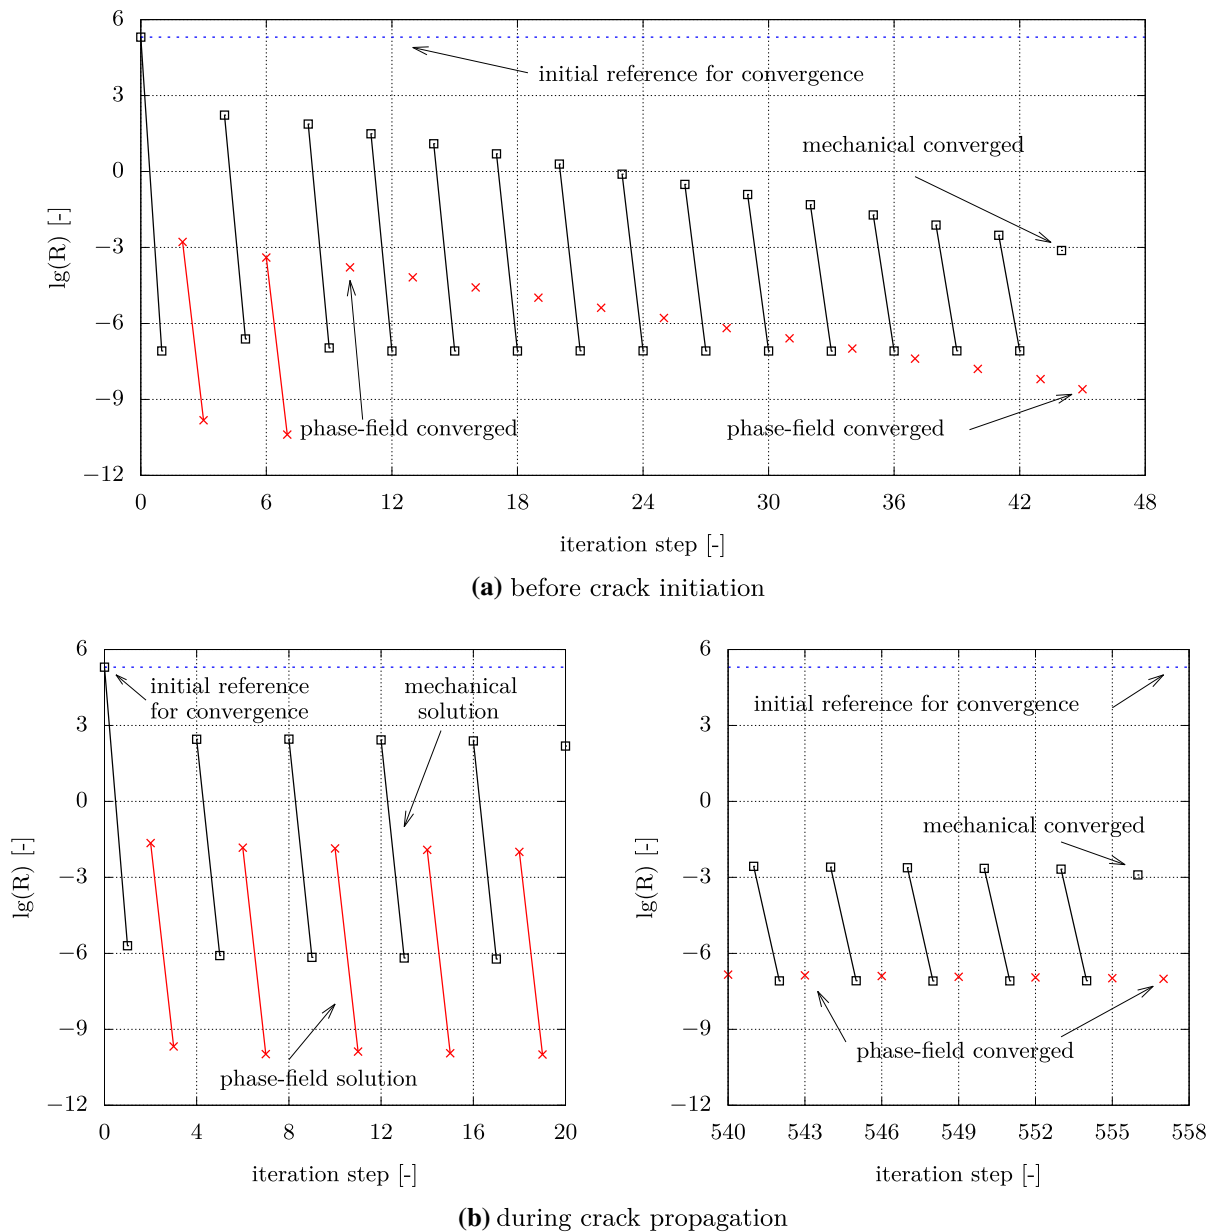 6
3
0
−3
−6
−9
−12
lg(R) [-]
initial reference for convergence
mechanical converged
phase-field converged
phase-field converged
0 6 12 18 24 30 36 42 48
iteration step [-]
(a) before crack initiation
6
3
0
−3
−6
−9
−12
lg(R) [-]
initial reference
for convergence
mechanical
solution
phase-field solution
0 4 8 12 16 20
iteration step [-]
6
3
0
−3
−6
−9
−12
lg(R) [-]
initial reference for convergence
mechanical converged
phase-field converged
540 543 546 549 552 555 558
iteration step [-]
(b) during crack propagation